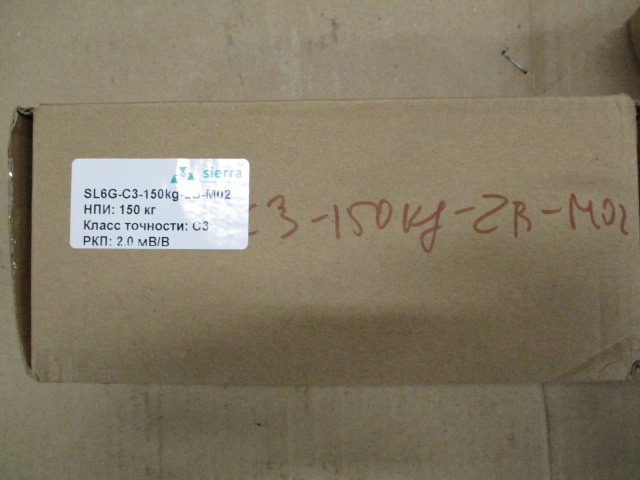 sierra
SL6G-C3-150kg-2B-M02
НПИ: 150 кг
Класс точности: C3
РКП: 2.0 мВ/В
C3-150kg-2B-M02